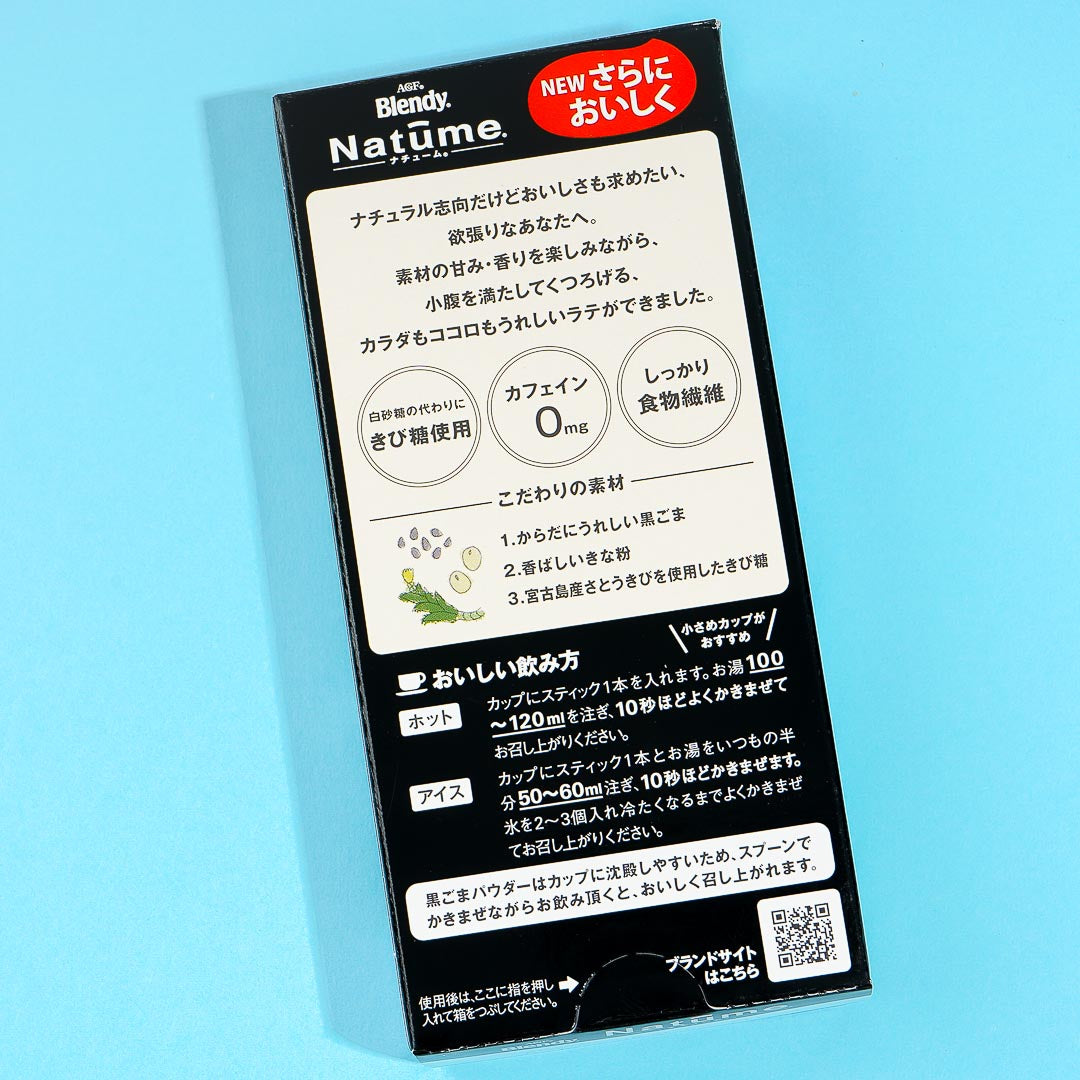 AGF®
Blendy®
Natūme®
ナチューム®
NEW さらに
おいしく
ナチュラル志向だけどおいしさも求めたい、
欲張りなあなたへ。
素材の甘み・香りを楽しみながら、
小腹を満たしてくつろげる、
カラダもココロもうれしいラテができました。
白砂糖の代わりに
きび糖使用
カフェイン
0mg
しっかり
食物繊維
こだわりの素材
1.からだにうれしい黒ごま
2.香ばしいきな粉
3.宮古島産さとうきびを使用したきび糖
小さめカップが
おすすめ
おいしい飲み方
ホット
カップにスティック1本を入れます。お湯100
～120mlを注ぎ、10秒ほどよくかきまぜて
お召し上がりください。
アイス
カップにスティック1本とお湯をいつもの半
分50～60ml注ぎ、10秒ほどかきまぜます。
氷を2～3個入れ冷たくなるまでよくかきまぜ
てお召し上がりください。
黒ごまパウダーはカップに沈殿しやすいため、スプーンで
かきまぜながらお飲み頂くと、おいしく召し上がれます。
ブランドサイト
はこちら
使用後は、ここに指を押し
入れて箱をつぶしてください。
Blendy
Natūme